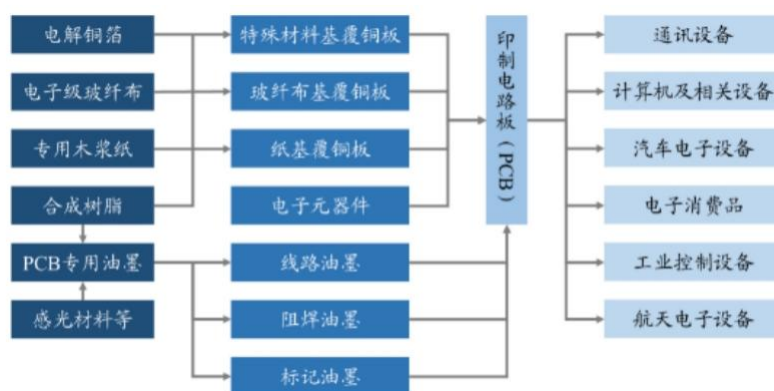 电解铜箔
电子级玻纤布
专用木浆纸
合成树脂
PCB专用油墨
感光材料等
特殊材料基覆铜板
玻纤布基覆铜板
纸基覆铜板
电子元器件
线路油墨
阻焊油墨
标记油墨
印制电路板(PCB)
通讯设备
计算机及相关设备
汽车电子设备
电子消费品
工业控制设备
航天电子设备